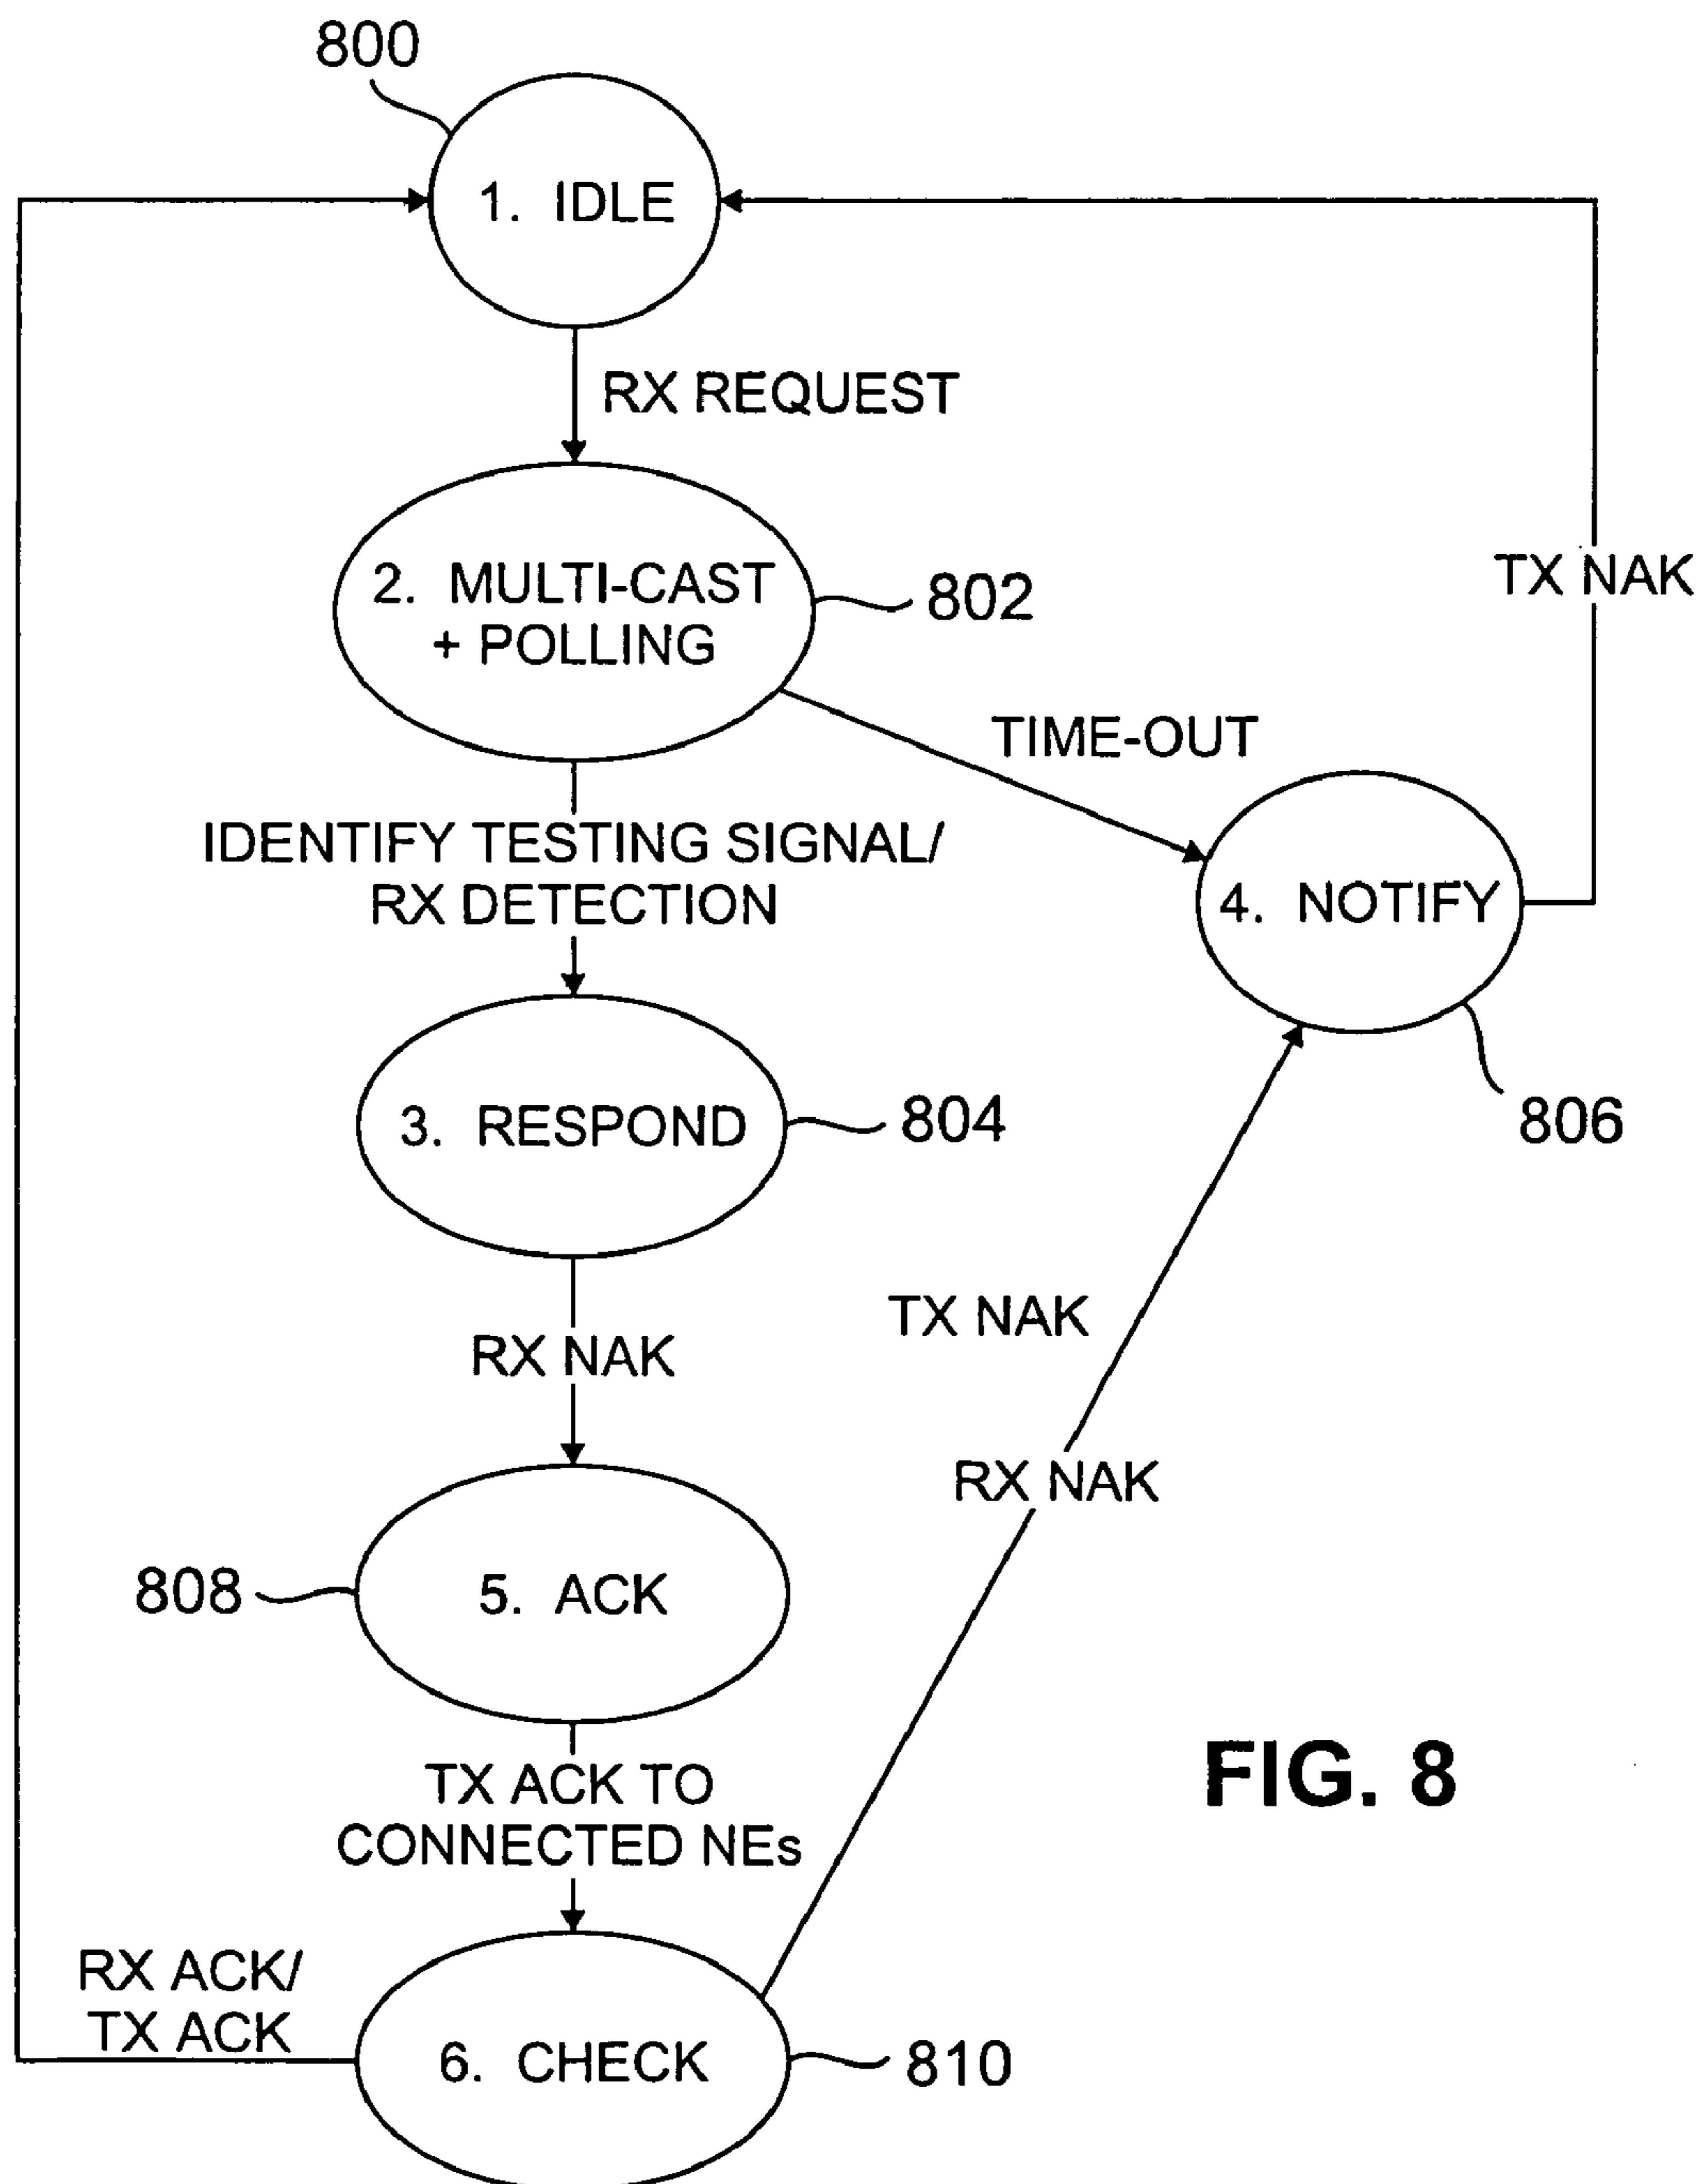 800
1. IDLE
RX REQUEST
2. MULTI-CAST
+ POLLING
802
TX NAK
TIME-OUT
IDENTIFY TESTING SIGNAL/
RX DETECTION
4. NOTIFY
3. RESPOND
804
806
TX NAK
RX NAK
RX NAK
808
5. ACK
FIG. 8
TX ACK TO
CONNECTED NEs
RX ACK/
TX ACK
6. CHECK
810